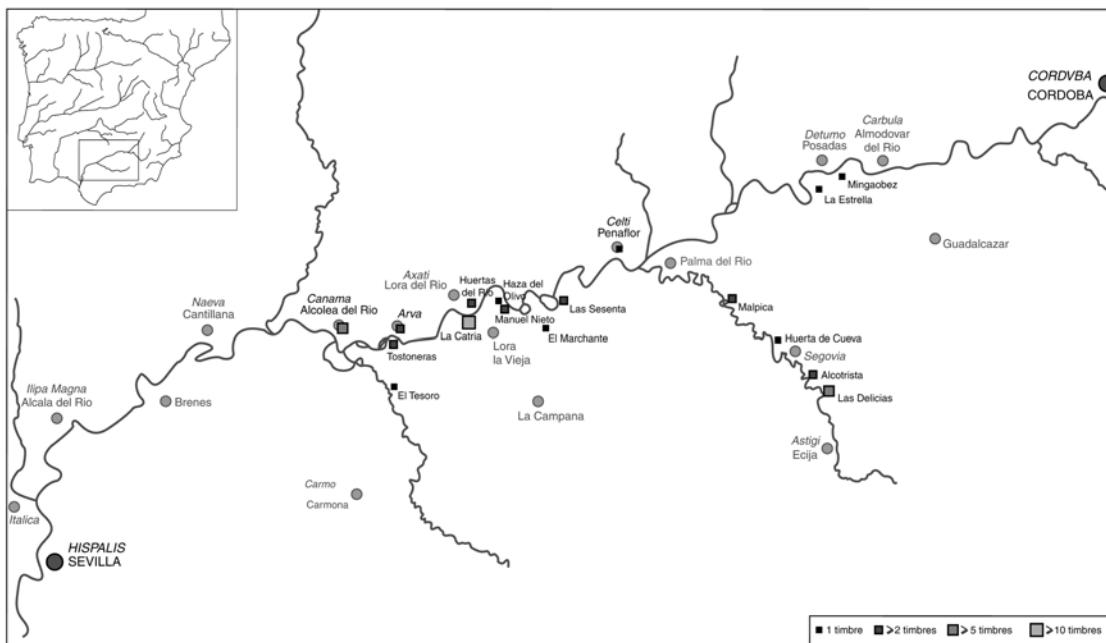 CORDVBA
CORDOBA
Carbula
Almodovar
del Rio
Detumo
Posadas
Mingaobez
La Estrella
Guadalcazar
Celti
Penaflor
Palma del Rio
Axati
Lora del Rio
Huertas
del Rio
Haza del
Olivo
Manuel Nieto
Las Sesenta
Malpica
Naeva
Cantillana
Canama
Alcolea del Rio
Arva
La Catria
El Marchante
Lora
la Vieja
Tostoneras
Huerta de Cueva
Segovia
Alcotrista
El Tesoro
Las Delicias
Ilipa Magna
Alcala del Rio
Brenes
La Campana
Astigi
Ecija
Carmo
Carmona
Italica
HISPALIS
SEVILLA
1 timbre
≥2 timbres
≥5 timbres
≥10 timbres